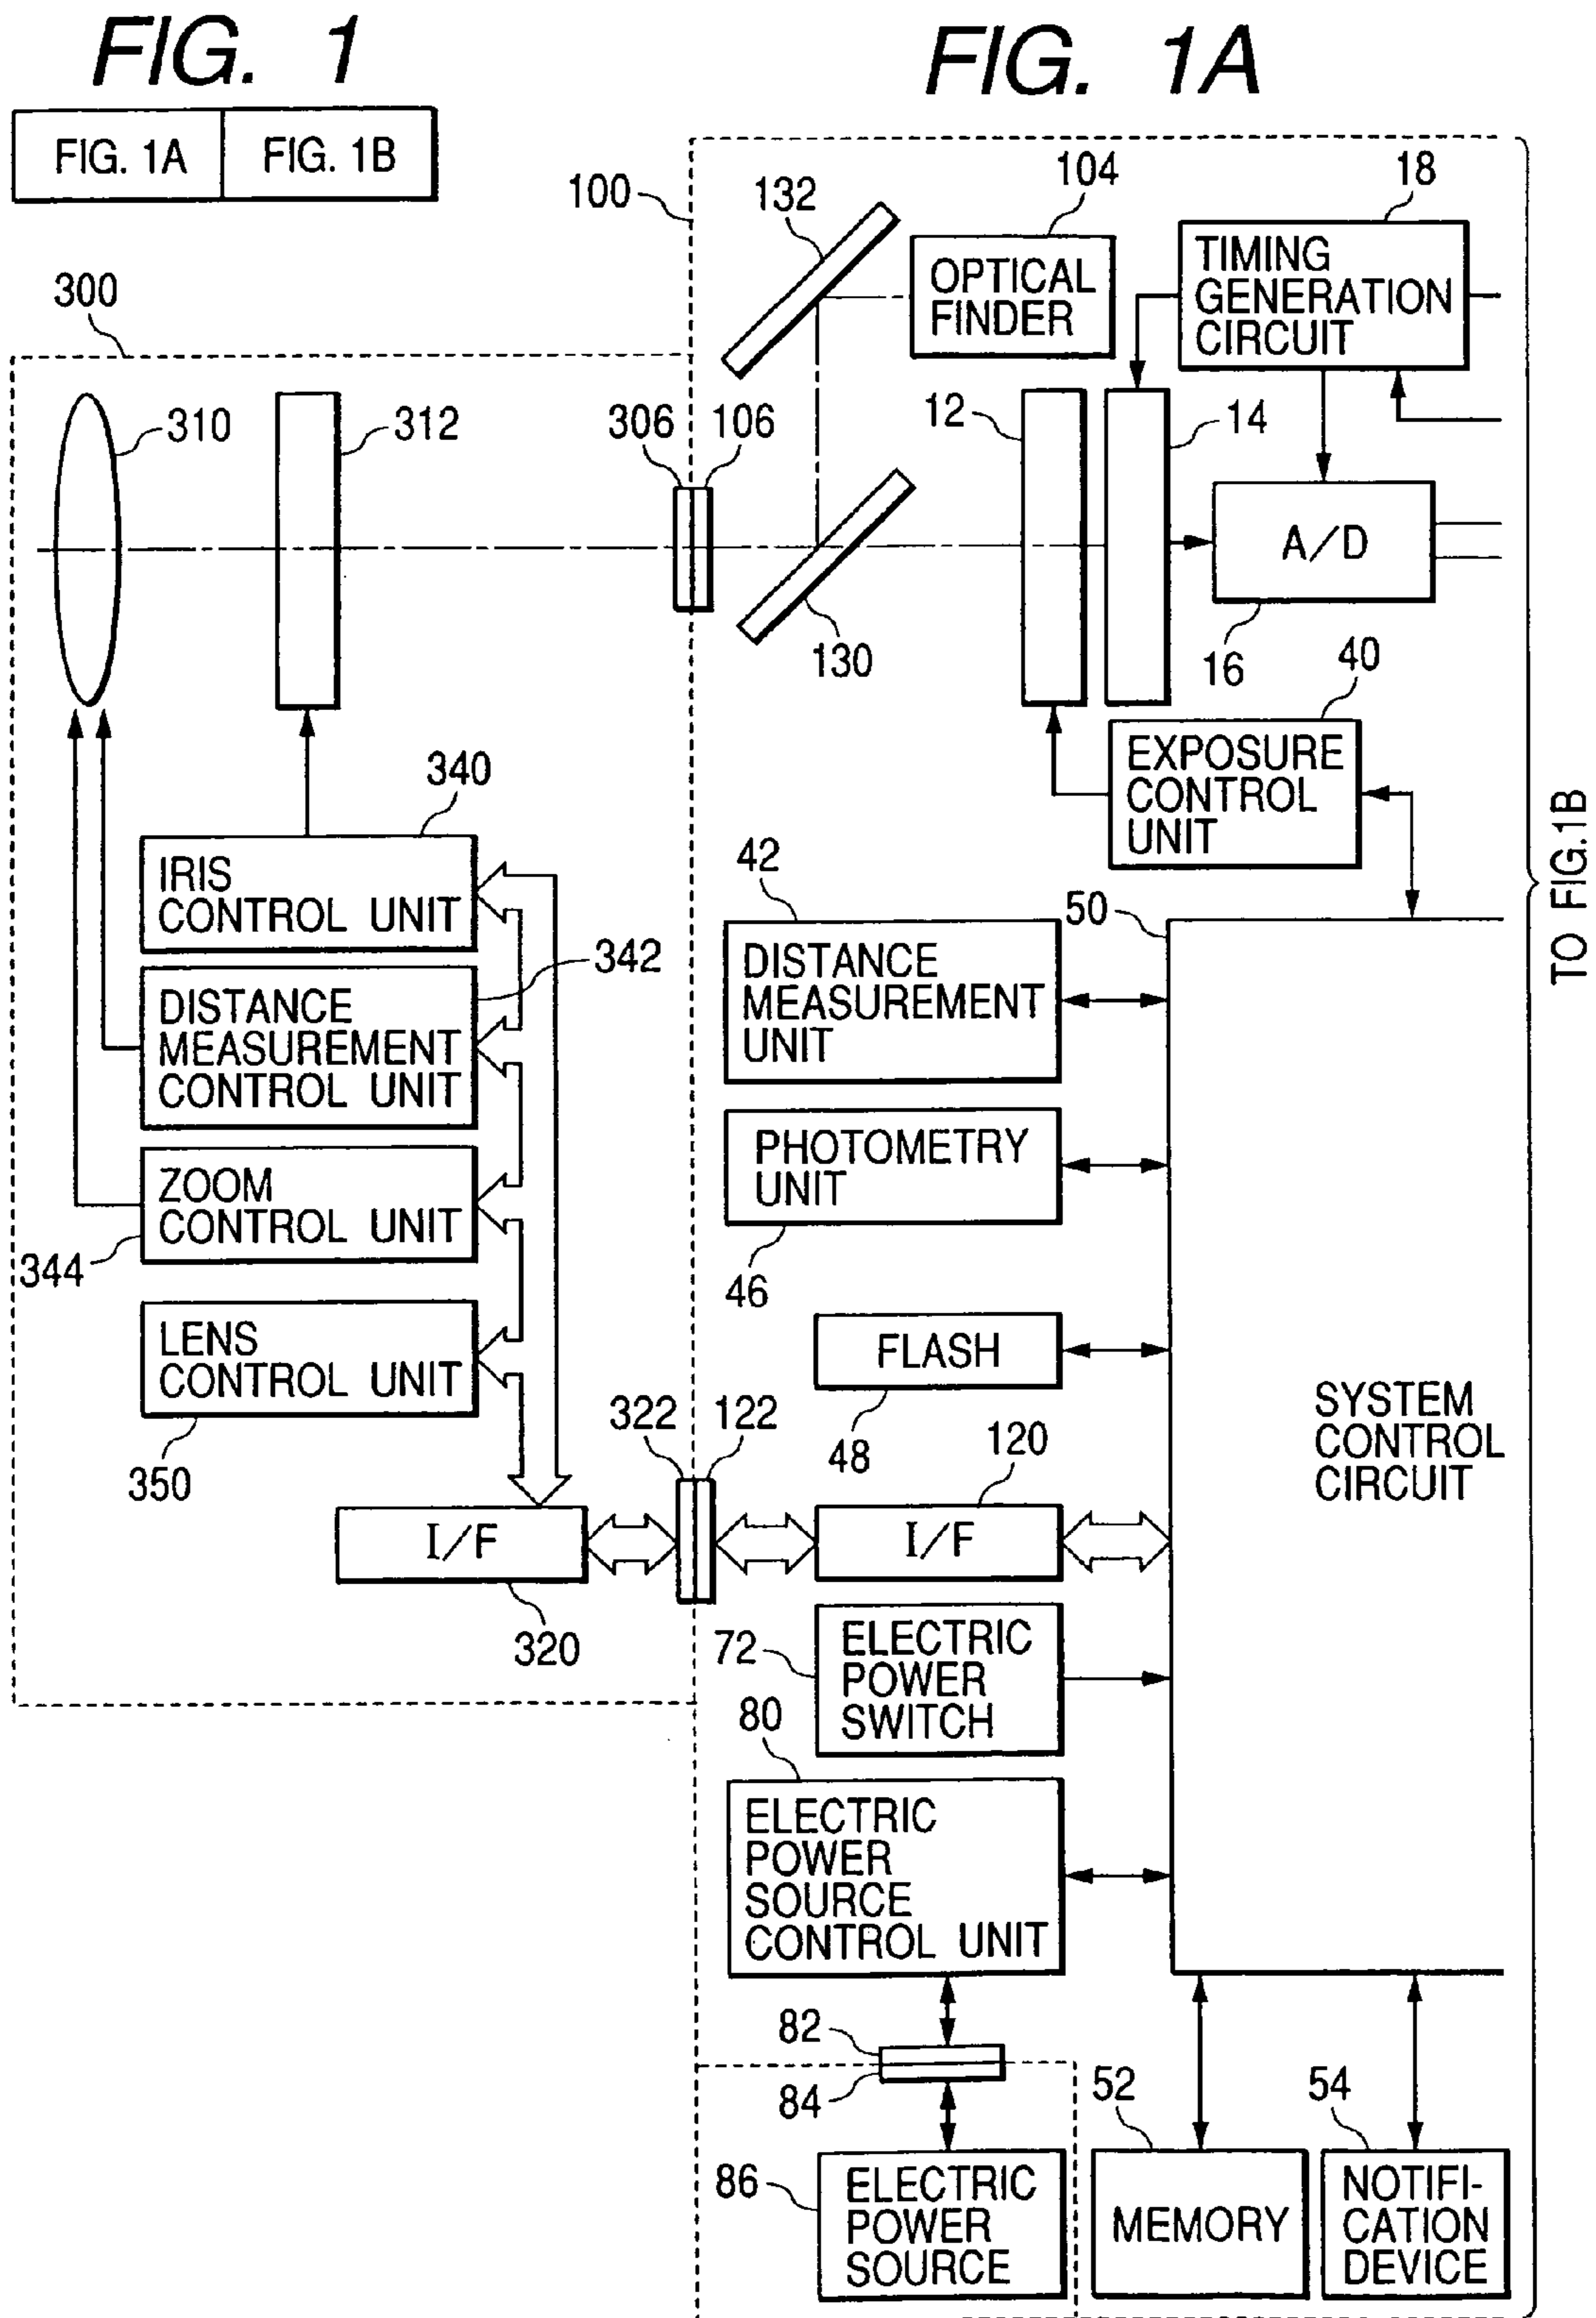 FIG. 1
FIG. 1A
FIG. 1A
FIG. 1B
100
132
104
18
OPTICAL
FINDER
TIMING
GENERATION
CIRCUIT
300
310
312
306
106
12
14
A/D
130
16
40
EXPOSURE
CONTROL
UNIT
340
IRIS
CONTROL UNIT
342
DISTANCE
MEASUREMENT
CONTROL UNIT
ZOOM
CONTROL UNIT
344
LENS
CONTROL UNIT
350
I/F
320
322
122
42
DISTANCE
MEASUREMENT
UNIT
50
PHOTOMETRY
UNIT
46
FLASH
48
120
I/F
SYSTEM
CONTROL
CIRCUIT
72
ELECTRIC
POWER
SWITCH
80
ELECTRIC
POWER
SOURCE
CONTROL UNIT
82
84
86
ELECTRIC
POWER
SOURCE
52
MEMORY
54
NOTIFI-
CATION
DEVICE
TO FIG.1B